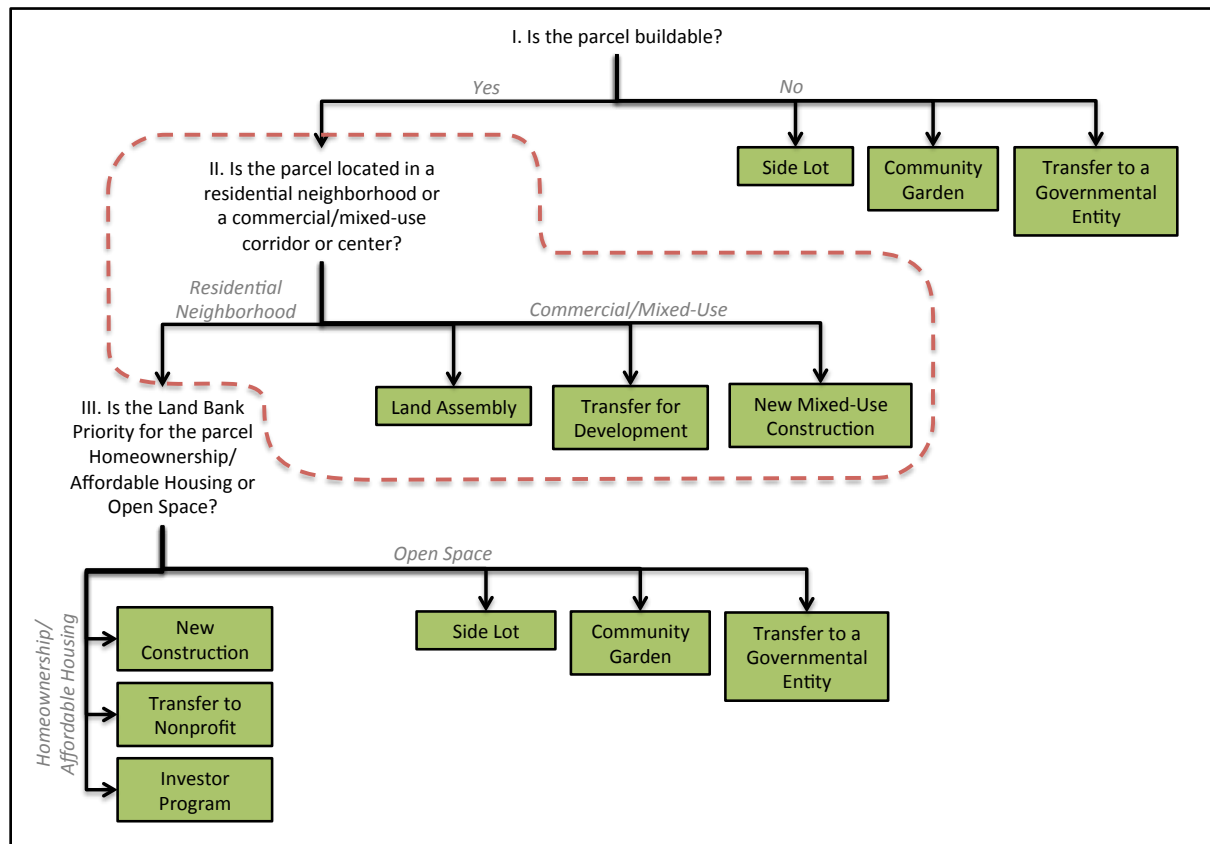 I. Is the parcel buildable?
Yes
No
Side Lot
Community
Garden
Transfer to a
Governmental
Entity
II. Is the parcel located in a
residential neighborhood or
a commercial/mixed-use
corridor or center?
Residential
Neighborhood
Commercial/Mixed-Use
Land Assembly
Transfer for
Development
New Mixed-Use
Construction
III. Is the Land Bank
Priority for the parcel
Homeownership/
Affordable Housing or
Open Space?
Open Space
Homeownership/
Affordable Housing
New
Construction
Transfer to
Nonprofit
Investor
Program
Side Lot
Community
Garden
Transfer to a
Governmental
Entity